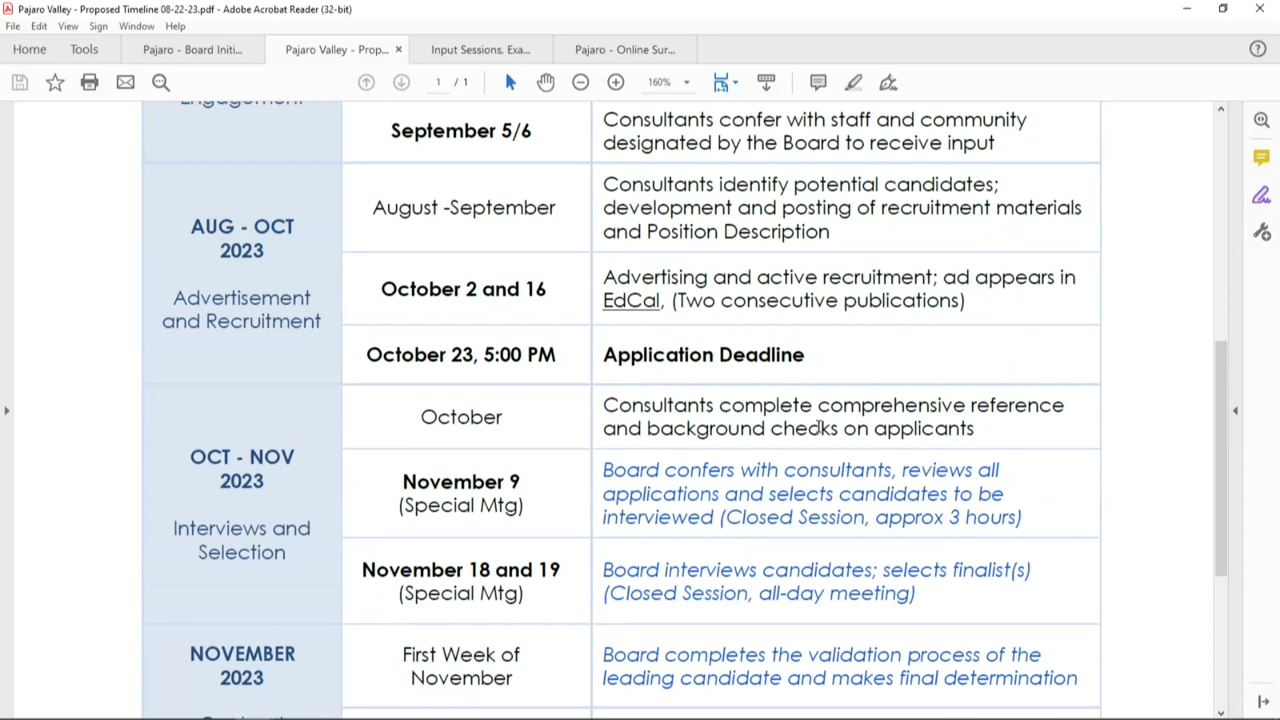 Pajaro Valley - Proposed Timeline 08-22-23.pdf - Adobe Acrobat Reader (32-bit)
File Edit View Sign Window Help
Home Tools Pajaro - Board Initi... Pajaro Valley - Prop... × Input Sessions, Exa... Pajaro - Online Sur...
1 / 1 160%
Engagement
September 5/6
Consultants confer with staff and community
designated by the Board to receive input
AUG - OCT
2023
Advertisement
and Recruitment
August -September
Consultants identify potential candidates;
development and posting of recruitment materials
and Position Description
October 2 and 16
Advertising and active recruitment; ad appears in
EdCal, (Two consecutive publications)
October 23, 5:00 PM
Application Deadline
OCT - NOV
2023
Interviews and
Selection
October
Consultants complete comprehensive reference
and background checks on applicants
November 9
(Special Mtg)
Board confers with consultants, reviews all
applications and selects candidates to be
interviewed (Closed Session, approx 3 hours)
November 18 and 19
(Special Mtg)
Board interviews candidates; selects finalist(s)
(Closed Session, all-day meeting)
NOVEMBER
2023
First Week of
November
Board completes the validation process of the
leading candidate and makes final determination